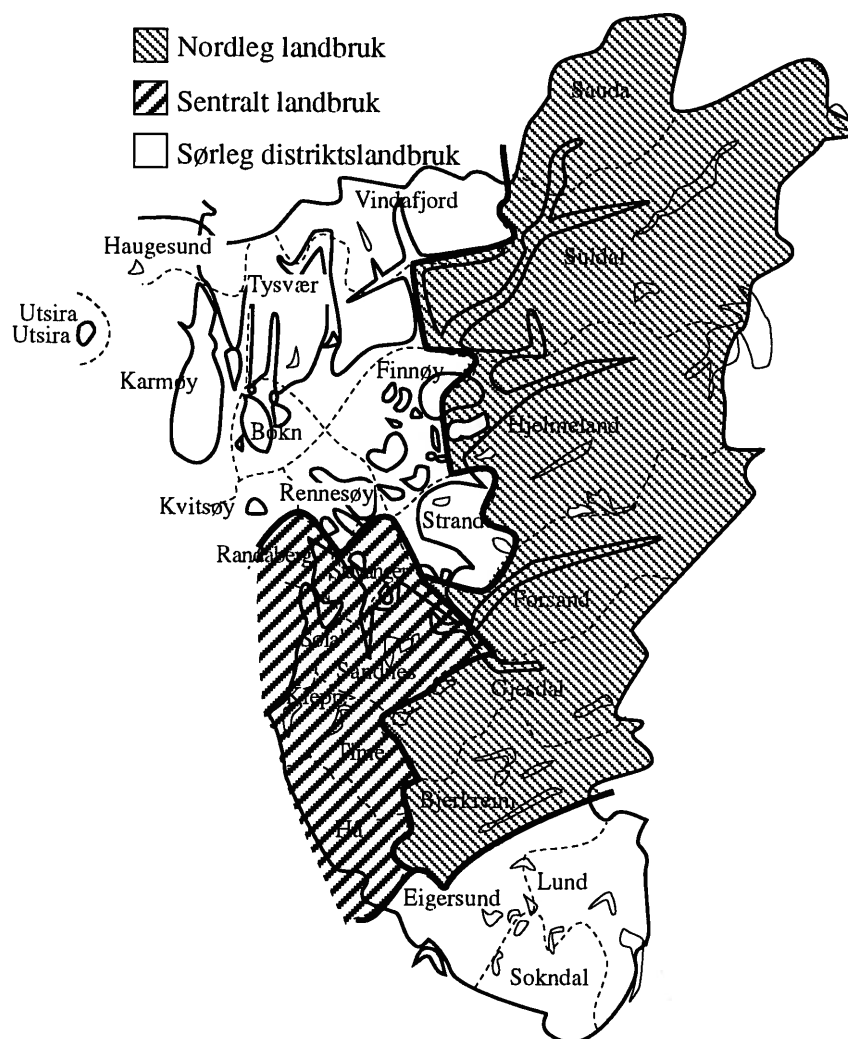 Nordleg landbruk
Sentralt landbruk
Sørleg distriktslandbruk
Sauda
Vindafjord
Haugesund
Suldal
Tysvær
Utsira
Utsira
Karmøy
Finnøy
Bokn
Hjelmeland
Rennesøy
Kvitsøy
Strand
Randaberg
Stavanger
Forsand
Sola
Sandnes
Gjesdal
Klepp
Time
Bjerkreim
Hå
Eigersund
Lund
Sokndal